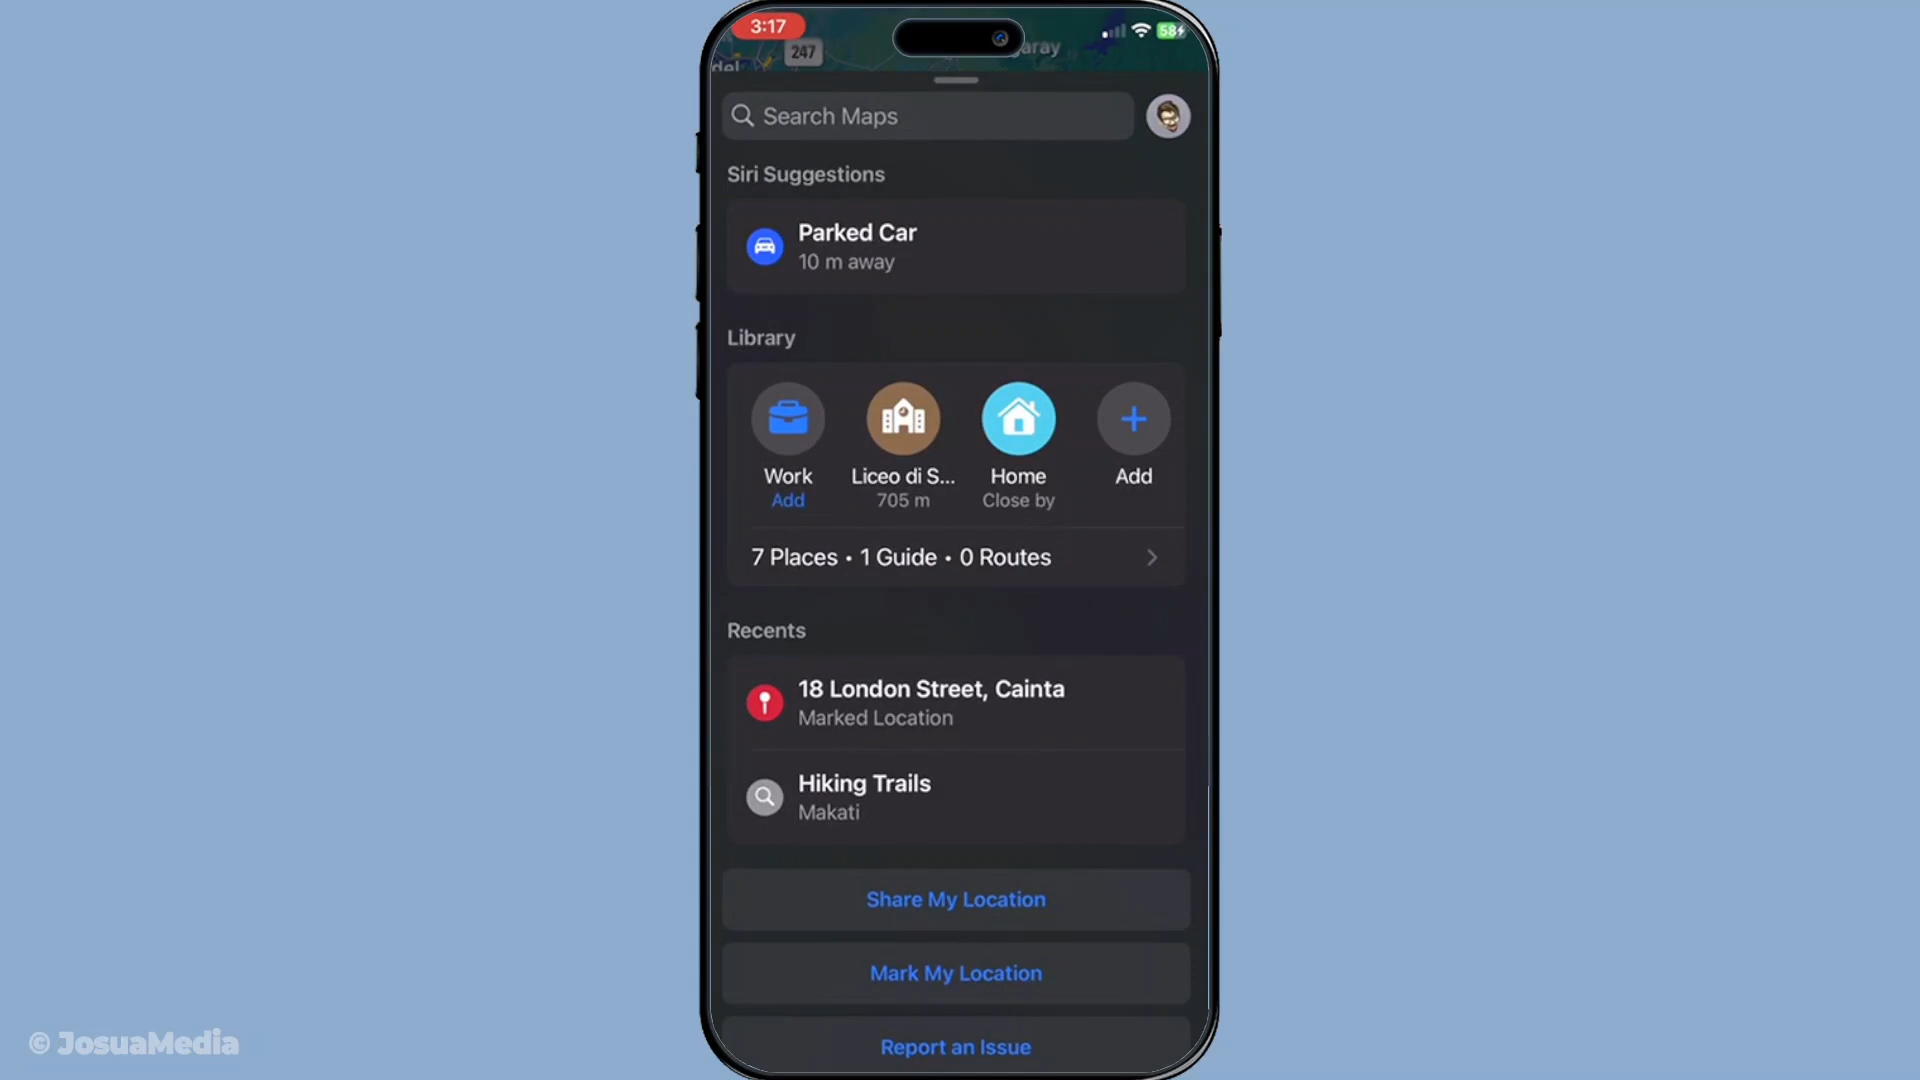 3:17
58
247
del
Search Maps
Siri Suggestions
Parked Car
10 m away
Library
Work
Add
Liceo di S...
705 m
Home
Close by
Add
7 Places • 1 Guide • 0 Routes
Recents
18 London Street, Cainta
Marked Location
Hiking Trails
Makati
Share My Location
Mark My Location
Report an Issue
© JosuaMedia